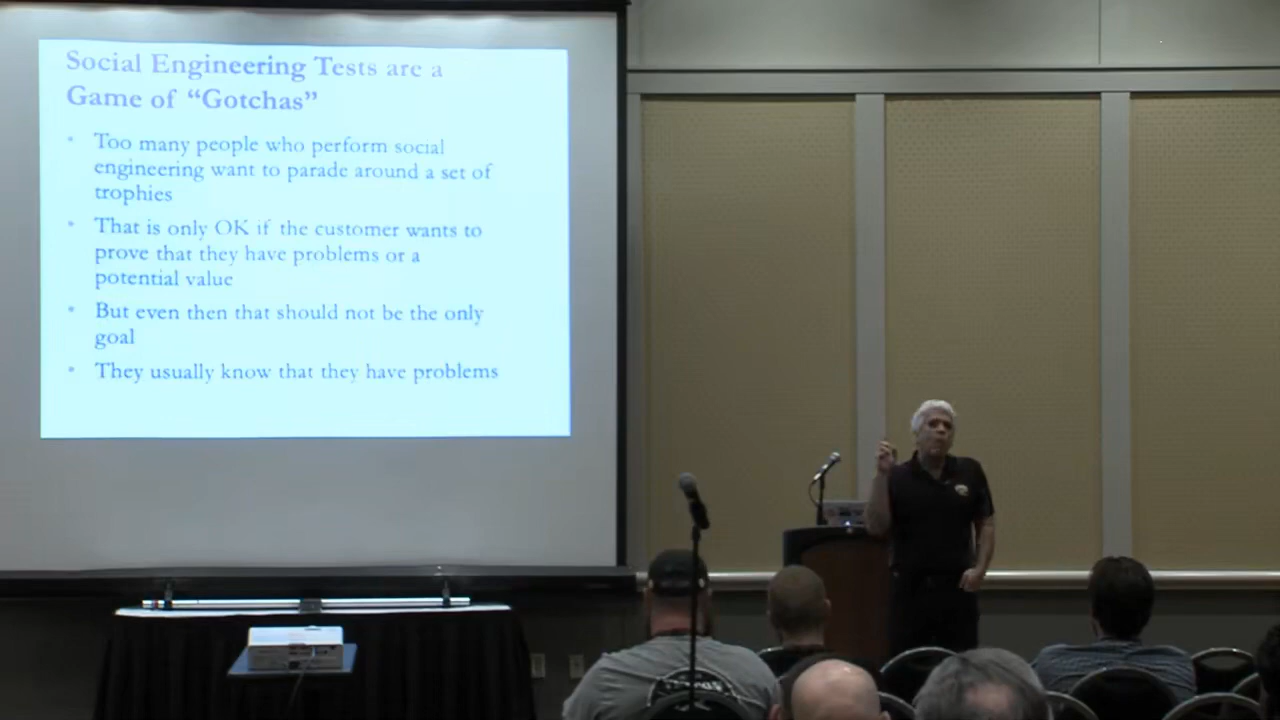 Social Engineering Tests are a
Game of “Gotchas”
• Too many people who perform social
engineering want to parade around a set of
trophies
• That is only OK if the customer wants to
prove that they have problems or a
potential value
• But even then that should not be the only
goal
• They usually know that they have problems